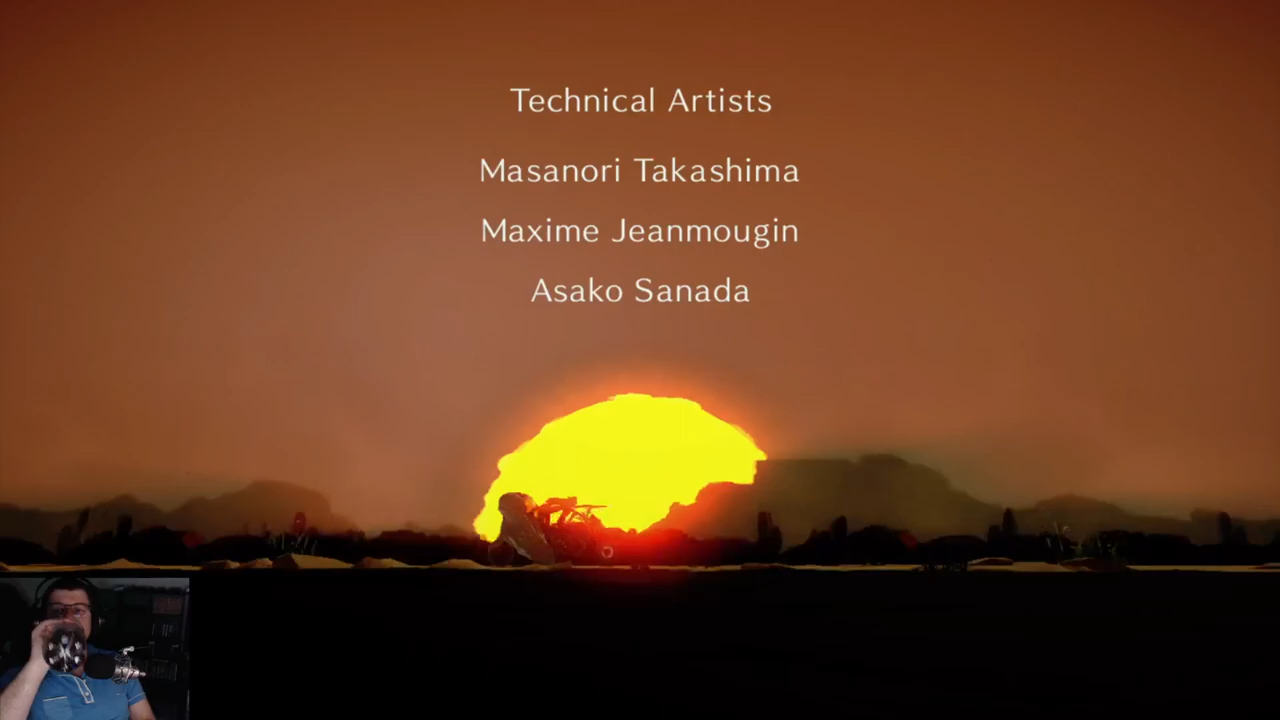 Technical Artists
Masanori Takashima
Maxime Jeanmougin
Asako Sanada